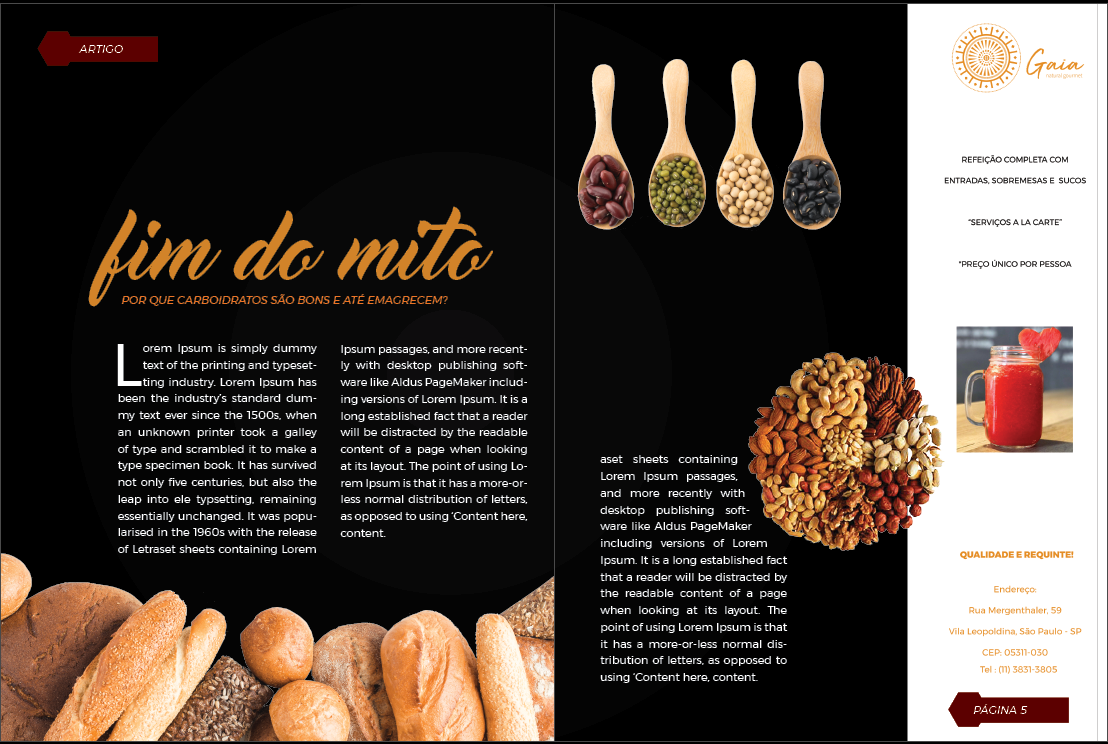 ARTIGO
fim do mito
POR QUE CARBOIDRATOS SÃO BONS E ATÉ EMAGRECEM?
Lorem Ipsum is simply dummy
text of the printing and typeset-
ting industry. Lorem Ipsum has
been the industry's standard dum-
my text ever since the 1500s, when
an unknown printer took a galley
of type and scrambled it to make a
type specimen book. It has survived
not only five centuries, but also the
leap into ele typsetting, remaining
essentially unchanged. It was popu-
larised in the 1960s with the release
of Letraset sheets containing Lorem
Ipsum passages, and more recent-
ly with desktop publishing soft-
ware like Aldus PageMaker includ-
ing versions of Lorem Ipsum. It is a
long established fact that a reader
will be distracted by the readable
content of a page when looking
at its layout. The point of using Lo-
rem Ipsum is that it has a more-or-
less normal distribution of letters,
as opposed to using 'Content here,
content.
aset sheets containing
Lorem Ipsum passages,
and more recently with
desktop publishing soft-
ware like Aldus PageMaker
including versions of Lorem
Ipsum. It is a long established fact
that a reader will be distracted by
the readable content of a page
when looking at its layout. The
point of using Lorem Ipsum is that
it has a more-or-less normal dis-
tribution of letters, as opposed to
using 'Content here, content.
Gaia
natural gourmet
REFEIÇÃO COMPLETA COM
ENTRADAS, SOBREMESAS E SUCOS
"SERVIÇOS A LA CARTE"
*PREÇO ÚNICO POR PESSOA
QUALIDADE E REQUINTE!
Endereço:
Rua Mergenthaler, 59
Vila Leopoldina, São Paulo - SP
CEP: 05311-030
Tel : (11) 3831-3805
PÁGINA 5